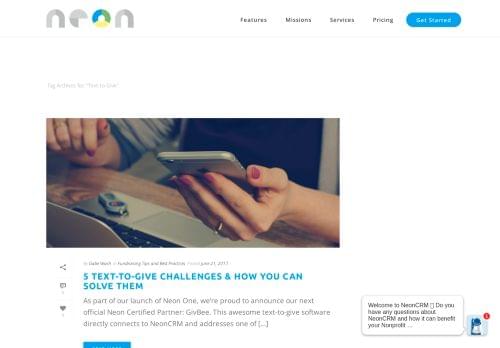 neon
Features
Missions
Services
Pricing
Get Started
Tag Archives for: "Text-to-Give"
in Fundraising Tips and Best Practices Posted June 21, 2017
5 TEXT-TO-GIVE CHALLENGES & HOW YOU CAN
SOLVE THEM
As part of our launch of Neon One, we're proud to announce our next
official Neon Certified Partner: GivBee. This awesome text-to-give software
directly connects to NeonCRM and addresses one of [...]
Welcome to NeonCRM Do you
have any questions about
NeonCRM and how it can benefit
your Nonprofit ...
1